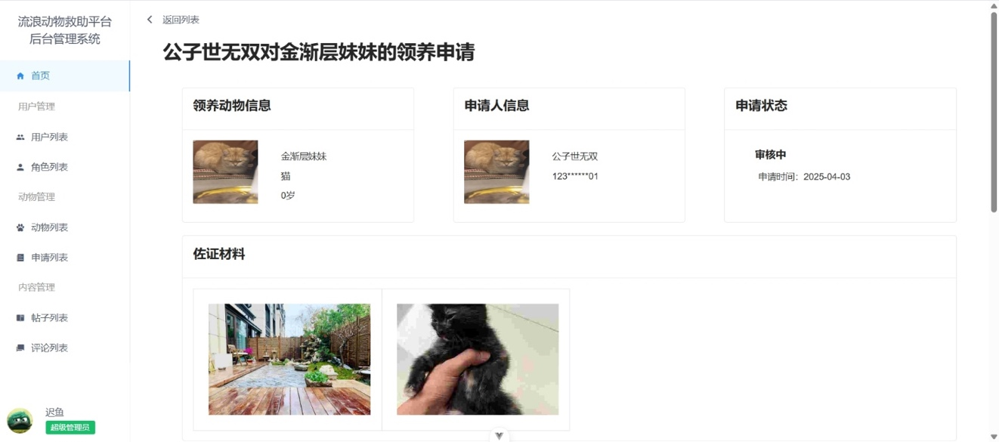 流浪动物救助平台
后台管理系统
首页
用户管理
用户列表
角色列表
动物管理
动物列表
申请列表
内容管理
帖子列表
评论列表
迟鱼
超级管理员
返回列表
公子世无双对金渐层妹妹的领养申请
领养动物信息
金渐层妹妹
猫
0岁
申请人信息
公子世无双
123******01
申请状态
审核中
申请时间：2025-04-03
佐证材料